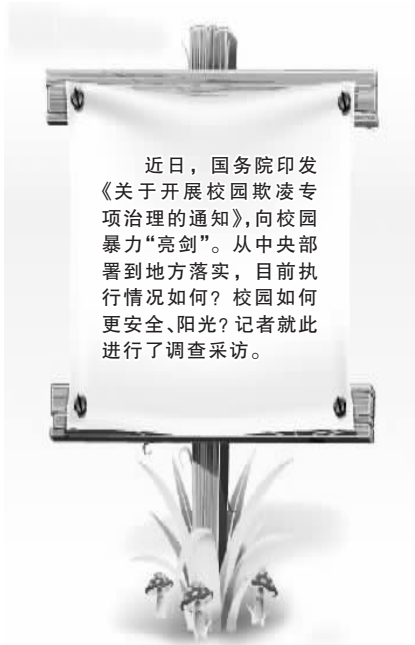 近日，国务院印发
《关于开展校园欺凌专
项治理的通知》，向校园
暴力“亮剑”。从中央部
署到地方落实，目前执
行情况如何？校园如何
更安全、阳光？记者就此
进行了调查采访。